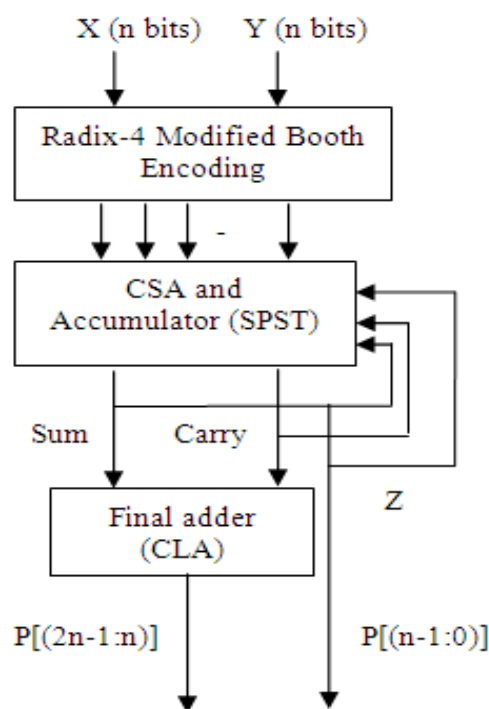 X (n bits) Y (n bits)
Radix-4 Modified Booth
Encoding
-
CSA and
Accumulator (SPST)
Sum Carry
Z
Final adder
(CLA)
P[(2n-1:n)] P[(n-1:0)]